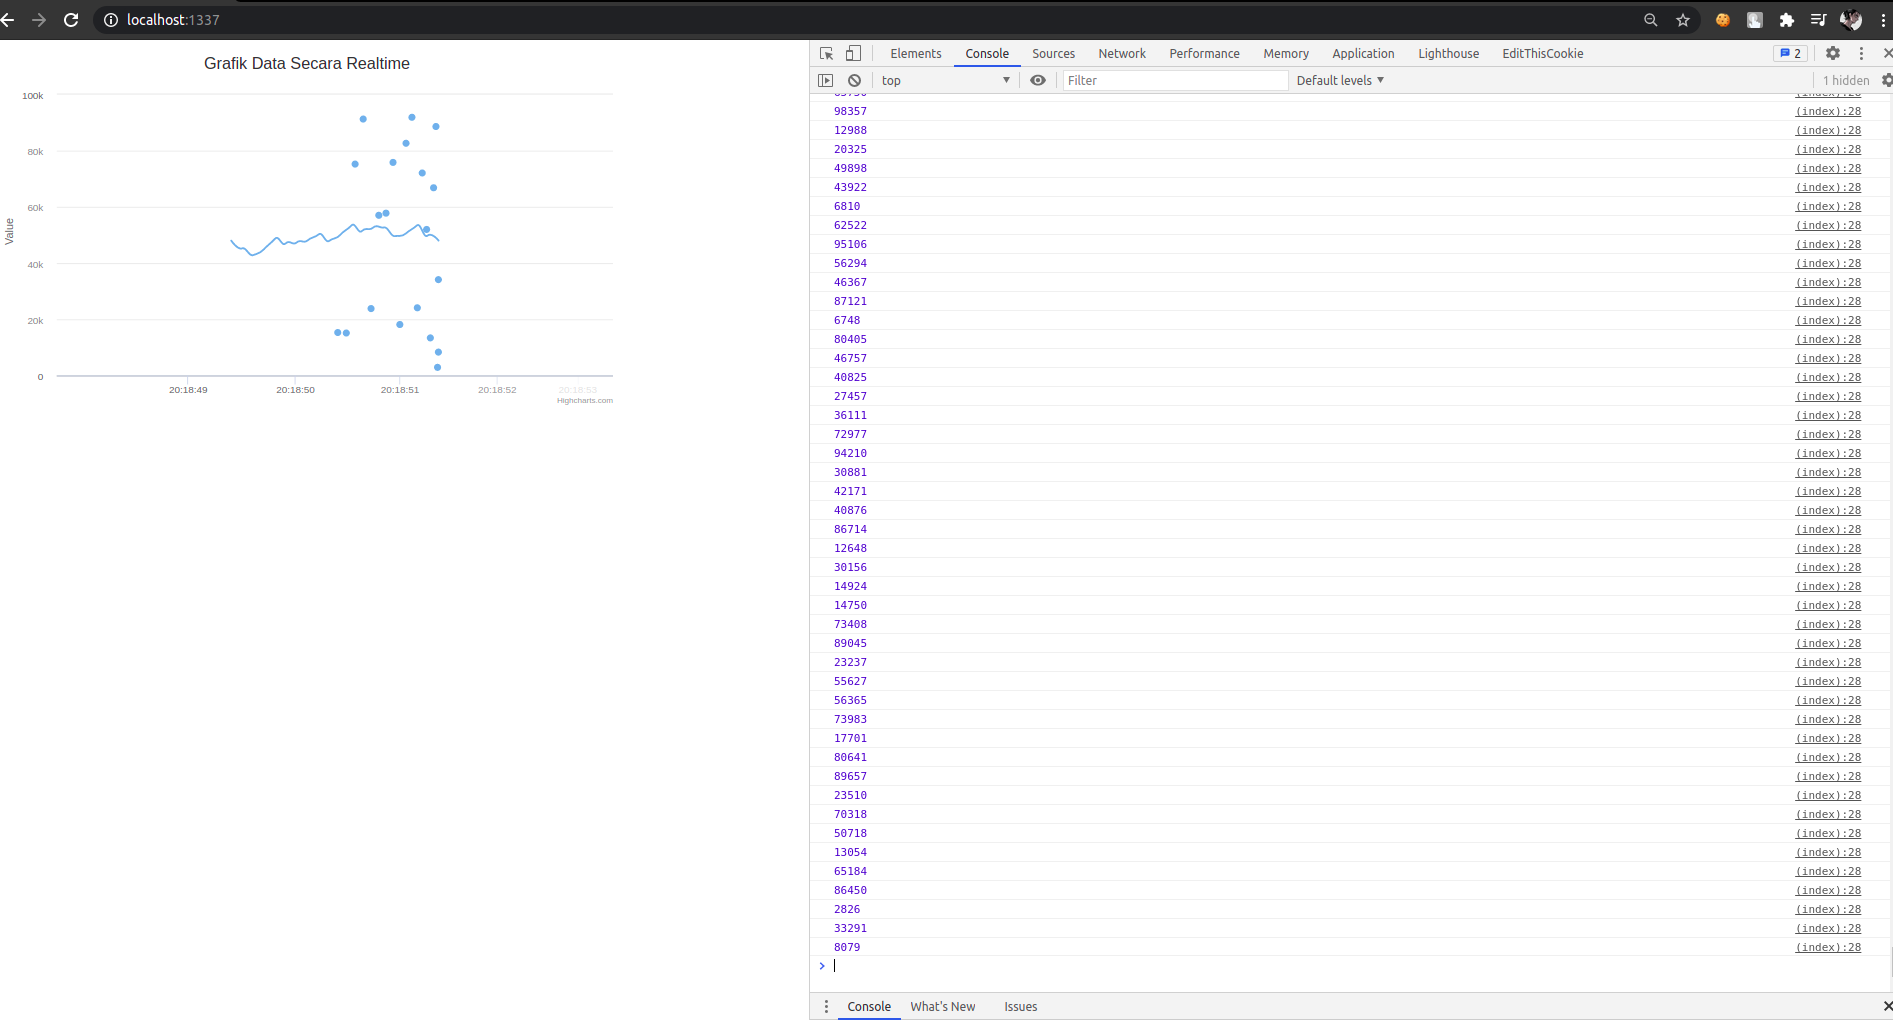 localhost:1337
Grafik Data Secara Realtime
100k
80k
60k
40k
20k
0
Value
20:18:49 20:18:50 20:18:51 20:18:52 20:18:53
Highcharts.com
Elements Console Sources Network Performance Memory Application Lighthouse EditThisCookie 2
top Filter Default levels 1 hidden
98357 (index):28
12988 (index):28
20325 (index):28
49898 (index):28
43922 (index):28
6810 (index):28
62522 (index):28
95106 (index):28
56294 (index):28
46367 (index):28
87121 (index):28
6748 (index):28
80405 (index):28
46757 (index):28
40825 (index):28
27457 (index):28
36111 (index):28
72977 (index):28
94210 (index):28
30881 (index):28
42171 (index):28
40876 (index):28
86714 (index):28
12648 (index):28
30156 (index):28
14924 (index):28
14750 (index):28
73408 (index):28
89045 (index):28
23237 (index):28
55627 (index):28
56365 (index):28
73983 (index):28
17701 (index):28
80641 (index):28
89657 (index):28
23510 (index):28
70318 (index):28
50718 (index):28
13054 (index):28
65184 (index):28
86450 (index):28
2826 (index):28
33291 (index):28
8079 (index):28
Console What's New Issues